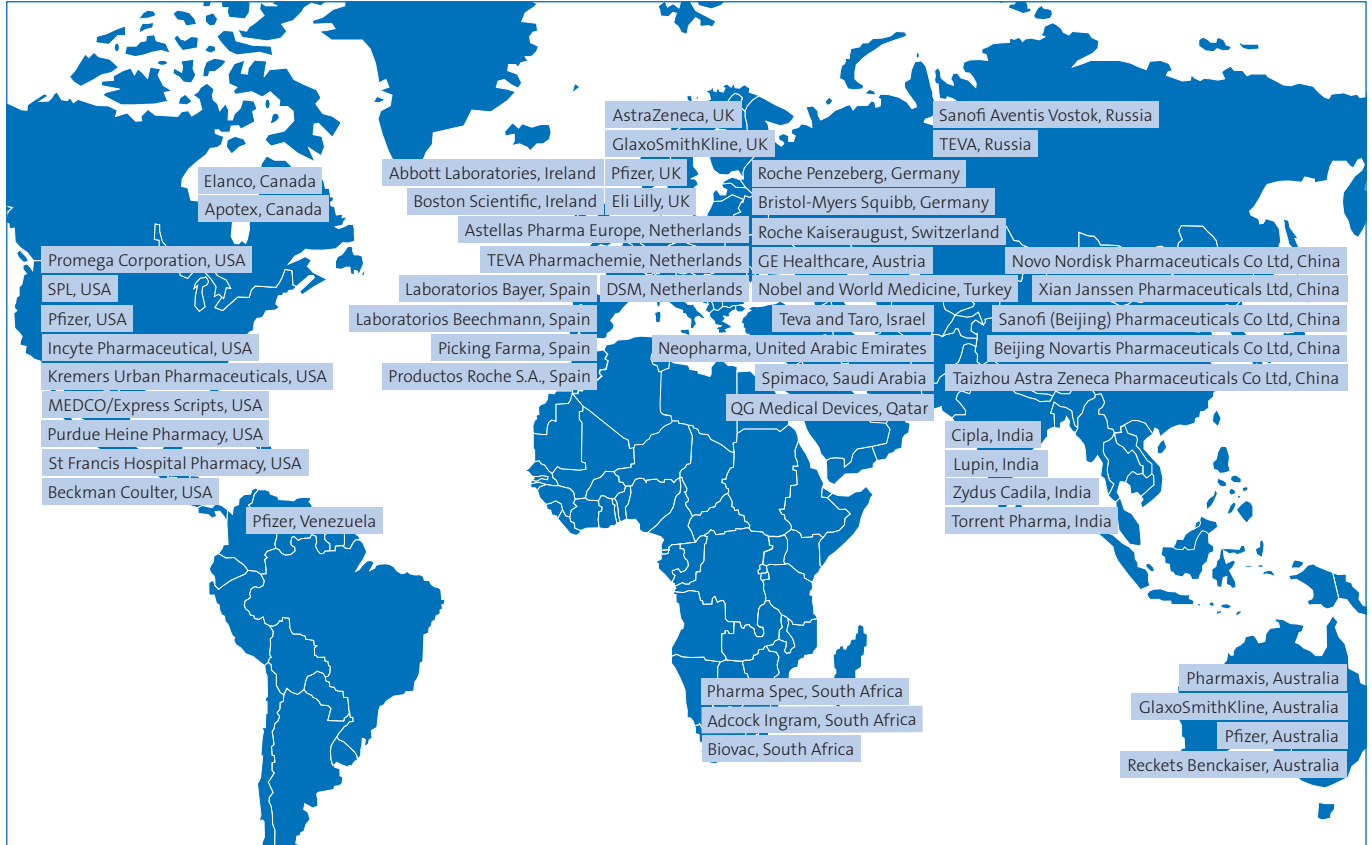 AstraZeneca, UK
GlaxoSmithKline, UK
Pfizer, UK
Eli Lilly, UK
Sanofi Aventis Vostok, Russia
TEVA, Russia
Elanco, Canada
Apotex, Canada
Abbott Laboratories, Ireland
Boston Scientific, Ireland
Roche Penzeberg, Germany
Bristol-Myers Squibb, Germany
Astellas Pharma Europe, Netherlands
TEVA Pharmachemie, Netherlands
DSM, Netherlands
Roche Kaiseraugust, Switzerland
GE Healthcare, Austria
Nobel and World Medicine, Turkey
Promega Corporation, USA
SPL, USA
Pfizer, USA
Incyte Pharmaceutical, USA
Kremers Urban Pharmaceuticals, USA
MEDCO/Express Scripts, USA
Purdue Heine Pharmacy, USA
St Francis Hospital Pharmacy, USA
Beckman Coulter, USA
Pfizer, Venezuela
Laboratorios Bayer, Spain
Laboratorios Beechmann, Spain
Picking Farma, Spain
Productos Roche S.A., Spain
Teva and Taro, Israel
Neopharma, United Arab Emirates
Spimaco, Saudi Arabia
QG Medical Devices, Qatar
Novo Nordisk Pharmaceuticals Co Ltd, China
Xian Janssen Pharmaceuticals Ltd, China
Sanofi (Beijing) Pharmaceuticals Co Ltd, China
Beijing Novartis Pharmaceuticals Co Ltd, China
Taizhou Astra Zeneca Pharmaceuticals Co Ltd, China
Cipla, India
Lupin, India
Zydus Cadila, India
Torrent Pharma, India
Pharma Spec, South Africa
Adcock Ingram, South Africa
Biovac, South Africa
Pharmaxis, Australia
GlaxoSmithKline, Australia
Pfizer, Australia
Reckets Benckaiser, Australia